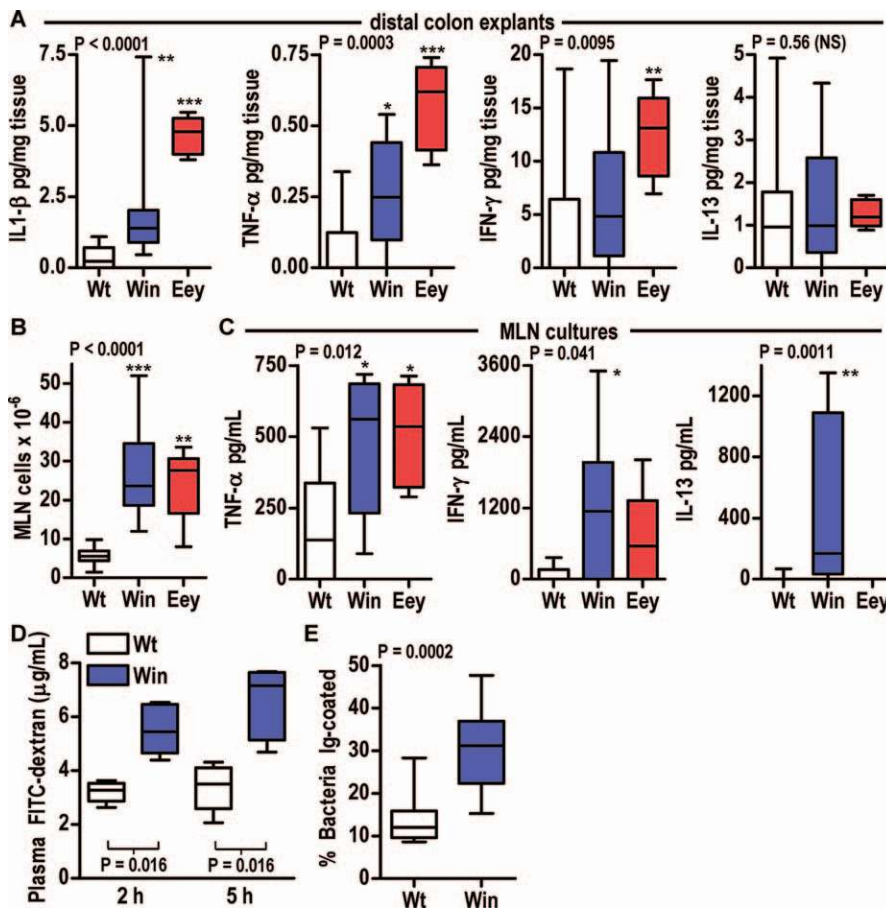 A
distal colon explants
P < 0.0001
IL1-β pg/mg tissue
7.5
5.0
2.5
0.0
**
***
Wt Win Eey
P = 0.0003
TNF-α pg/mg tissue
0.75
0.50
0.25
0.00
*
***
Wt Win Eey
P = 0.0095
IFN-γ pg/mg tissue
20
15
10
5
0
**
Wt Win Eey
P = 0.56 (NS)
IL-13 pg/mg tissue
5
4
3
2
1
0
Wt Win Eey
B
P < 0.0001
MLN cells x 10⁻⁶
50
40
30
20
10
0
***
**
Wt Win Eey
C
MLN cultures
P = 0.012
TNF-α pg/mL
750
500
250
0
*
*
Wt Win Eey
P = 0.041
IFN-γ pg/mL
3600
2400
1200
0
*
Wt Win Eey
P = 0.0011
IL-13 pg/mL
1200
800
400
0
**
Wt Win Eey
D
Wt
Win
Plasma FITC-dextran (µg/mL)
8
6
4
2
0
P = 0.016
P = 0.016
2 h 5 h
E
P = 0.0002
% Bacteria Ig-coated
50
40
30
20
10
0
Wt Win